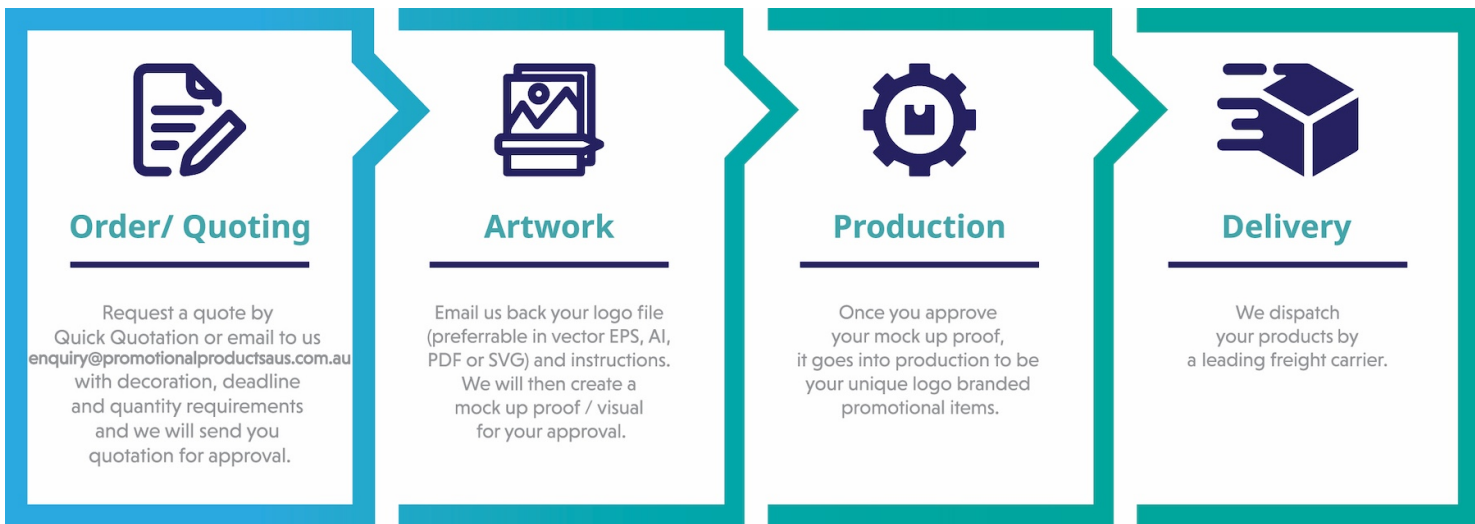 Order/ Quoting
Request a quote by
Quick Quotation or email to us
enquiry@promotionalproductsaus.com.au
with decoration, deadline
and quantity requirements
and we will send you
quotation for approval.
Artwork
Email us back your logo file
(preferrable in vector EPS, AI,
PDF or SVG) and instructions.
We will then create a
mock up proof / visual
for your approval.
Production
Once you approve
your mock up proof,
it goes into production to be
your unique logo branded
promotional items.
Delivery
We dispatch
your products by
a leading freight carrier.